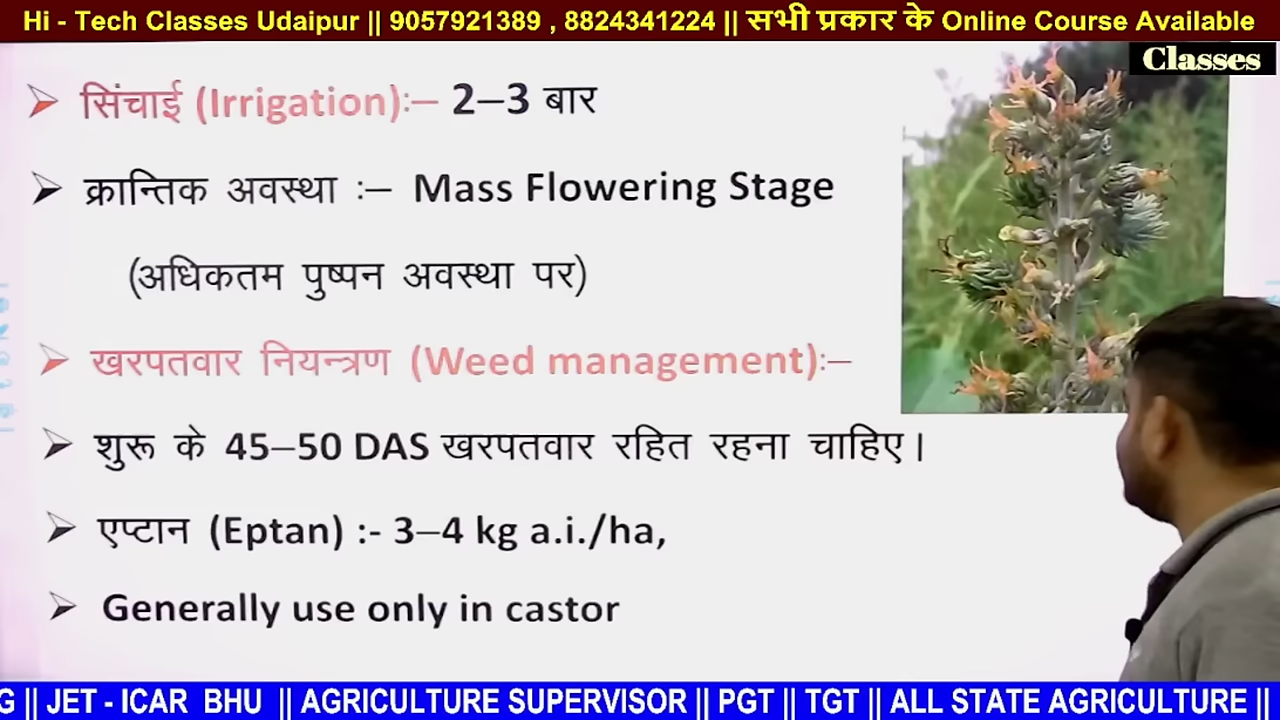 Hi - Tech Classes Udaipur || 9057921389 , 8824341224 || सभी प्रकार के Online Course Available
Classes
सिंचाई (Irrigation):– 2–3 बार
क्रान्तिक अवस्था :– Mass Flowering Stage
(अधिकतम पुष्पन अवस्था पर)
खरपतवार नियन्त्रण (Weed management):–
शुरू के 45–50 DAS खरपतवार रहित रहना चाहिए।
एप्टान (Eptan) :- 3–4 kg a.i./ha,
Generally use only in castor
G || JET - ICAR BHU || AGRICULTURE SUPERVISOR || PGT || TGT || ALL STATE AGRICULTURE ||